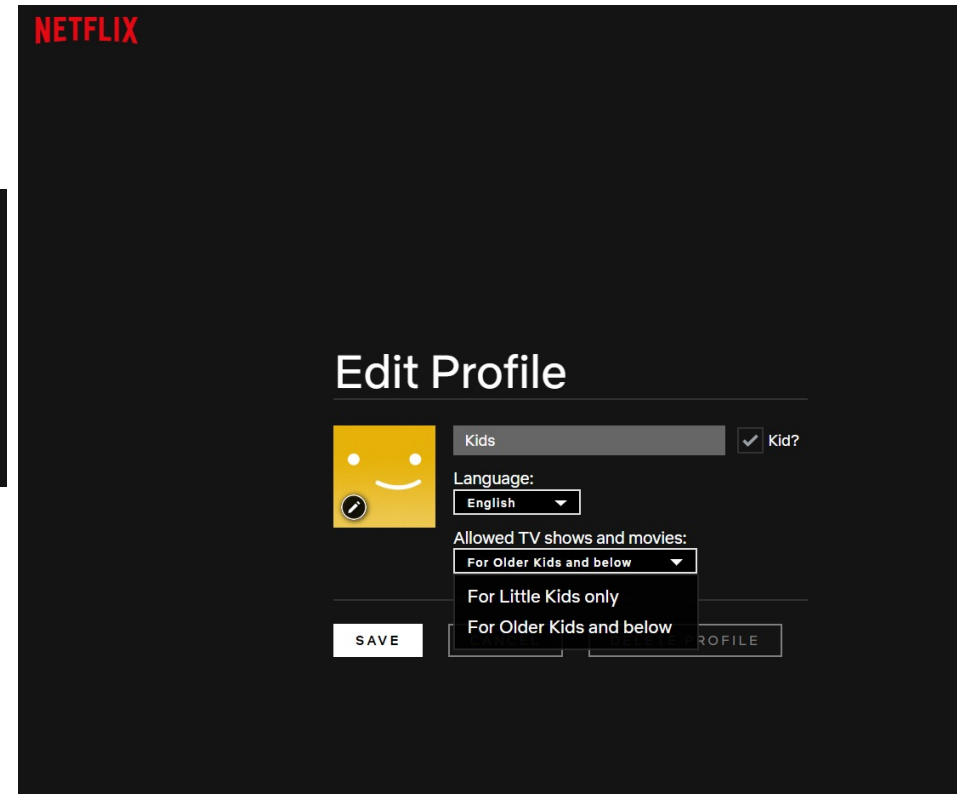 NETFLIX
Edit Profile
Kids
Kid?
Language:
English
Allowed TV shows and movies:
For Older Kids and below
For Little Kids only
For Older Kids and below
SAVE
PROFILE